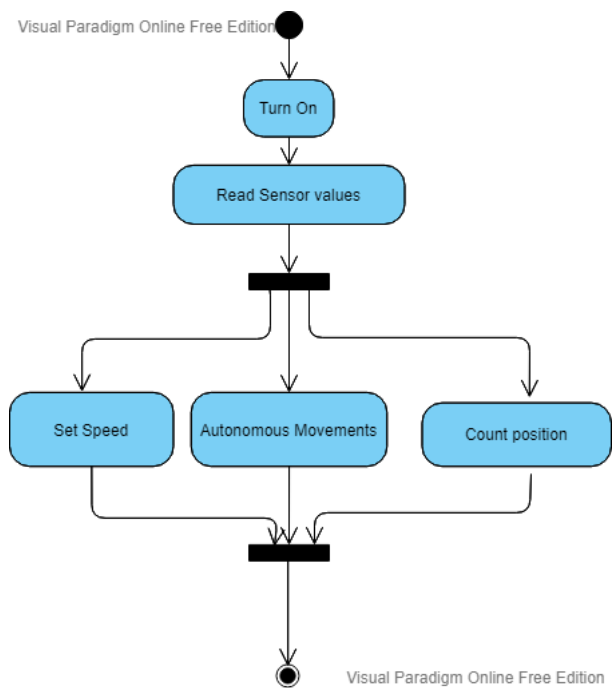 Visual Paradigm Online Free Edition
Turn On
Read Sensor values
Set Speed
Autonomous Movements
Count position
Visual Paradigm Online Free Edition